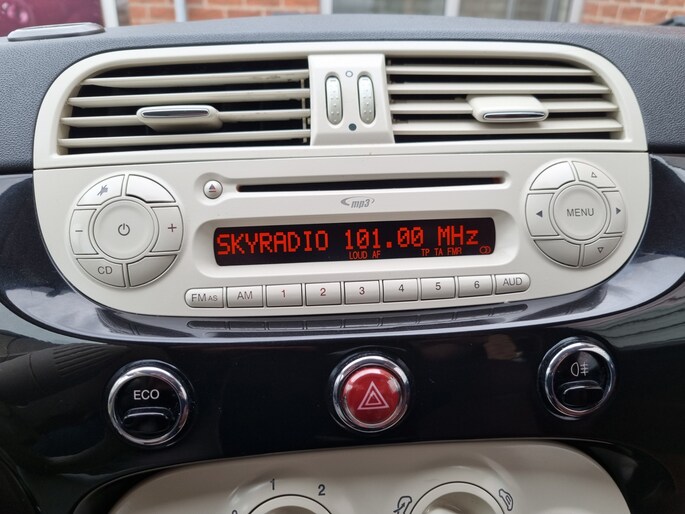 mp3
MENU
CD
SKYRADIO 101.00 MHz
LOUD AF TP TA FMR
FM AS AM 1 2 3 4 5 6 AUD
ECO
1 2